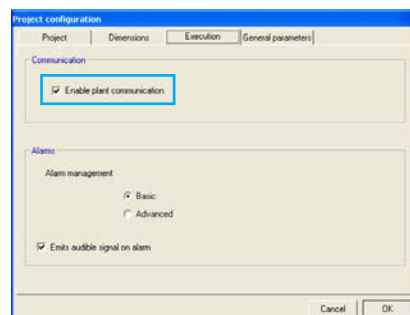 Project configuration
Project Dimensions Execution General parameters
Communication
Enable plant communication
Alarms
Alarm management
Basic
Advanced
Emits audible signal on alarm
Cancel OK